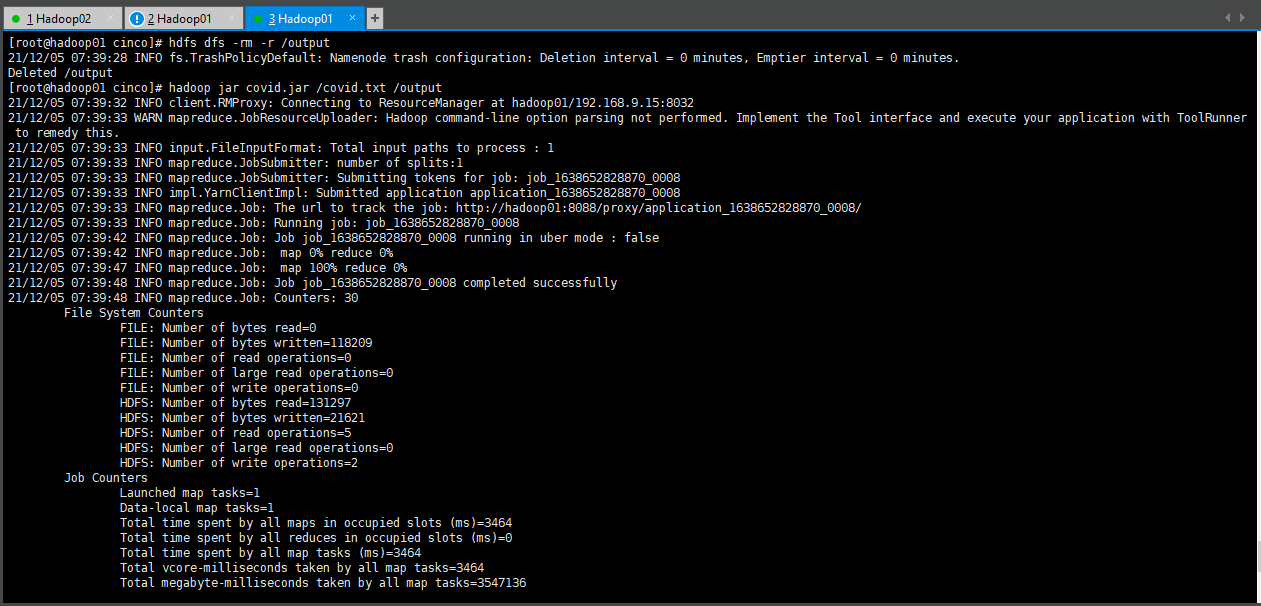 1 Hadoop02 × 2 Hadoop01 × 3 Hadoop01 × +
[root@hadoop01 cinco]# hdfs dfs -rm -r /output
21/12/05 07:39:28 INFO fs.TrashPolicyDefault: Namenode trash configuration: Deletion interval = 0 minutes, Emptier interval = 0 minutes.
Deleted /output
[root@hadoop01 cinco]# hadoop jar covid.jar /covid.txt /output
21/12/05 07:39:32 INFO client.RMProxy: Connecting to ResourceManager at hadoop01/192.168.9.15:8032
21/12/05 07:39:33 WARN mapreduce.JobResourceUploader: Hadoop command-line option parsing not performed. Implement the Tool interface and execute your application with ToolRunner
 to remedy this.
21/12/05 07:39:33 INFO input.FileInputFormat: Total input paths to process : 1
21/12/05 07:39:33 INFO mapreduce.JobSubmitter: number of splits:1
21/12/05 07:39:33 INFO mapreduce.JobSubmitter: Submitting tokens for job: job_1638652828870_0008
21/12/05 07:39:33 INFO impl.YarnClientImpl: Submitted application application_1638652828870_0008
21/12/05 07:39:33 INFO mapreduce.Job: The url to track the job: http://hadoop01:8088/proxy/application_1638652828870_0008/
21/12/05 07:39:33 INFO mapreduce.Job: Running job: job_1638652828870_0008
21/12/05 07:39:42 INFO mapreduce.Job: Job job_1638652828870_0008 running in uber mode : false
21/12/05 07:39:42 INFO mapreduce.Job:  map 0% reduce 0%
21/12/05 07:39:47 INFO mapreduce.Job:  map 100% reduce 0%
21/12/05 07:39:48 INFO mapreduce.Job: Job job_1638652828870_0008 completed successfully
21/12/05 07:39:48 INFO mapreduce.Job: Counters: 30
File System Counters
FILE: Number of bytes read=0
FILE: Number of bytes written=118209
FILE: Number of read operations=0
FILE: Number of large read operations=0
FILE: Number of write operations=0
HDFS: Number of bytes read=131297
HDFS: Number of bytes written=21621
HDFS: Number of read operations=5
HDFS: Number of large read operations=0
HDFS: Number of write operations=2
Job Counters
Launched map tasks=1
Data-local map tasks=1
Total time spent by all maps in occupied slots (ms)=3464
Total time spent by all reduces in occupied slots (ms)=0
Total time spent by all map tasks (ms)=3464
Total vcore-milliseconds taken by all map tasks=3464
Total megabyte-milliseconds taken by all map tasks=3547136